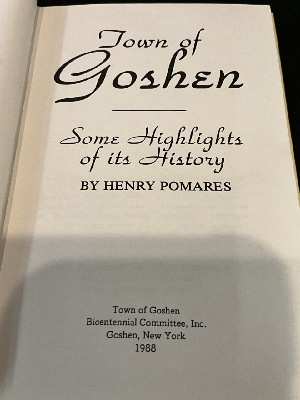 Town of
Goshen
Some Highlights
of its History
BY HENRY POMARES
Town of Goshen
Bicentennial Committee, Inc.
Goshen, New York
1988